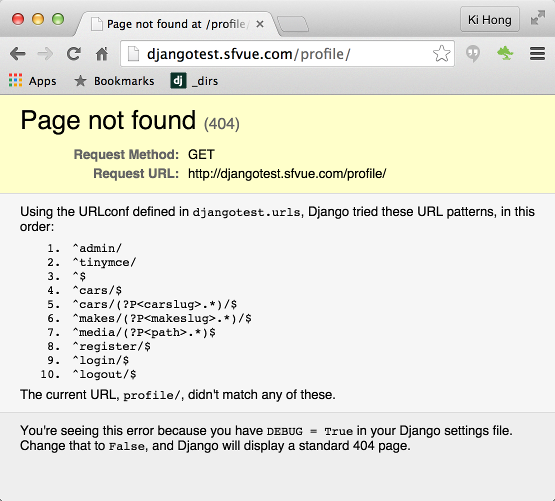 Page not found at /profile/
Ki Hong
djangotest.sfvue.com/profile/
Apps
Bookmarks
dj
_dirs
Page not found (404)
Request Method: GET
Request URL: http://djangotest.sfvue.com/profile/
Using the URLconf defined in djangotest.urls, Django tried these URL patterns, in this
order:
1. ^admin/
2. ^tinymce/
3. ^$
4. ^cars/$
5. ^cars/(?P<carslug>.*)/$
6. ^makes/(?P<makeslug>.*)/$
7. ^media/(?P<path>.*)$
8. ^register/$
9. ^login/$
10. ^logout/$
The current URL, profile/, didn't match any of these.
You're seeing this error because you have DEBUG = True in your Django settings file.
Change that to False, and Django will display a standard 404 page.